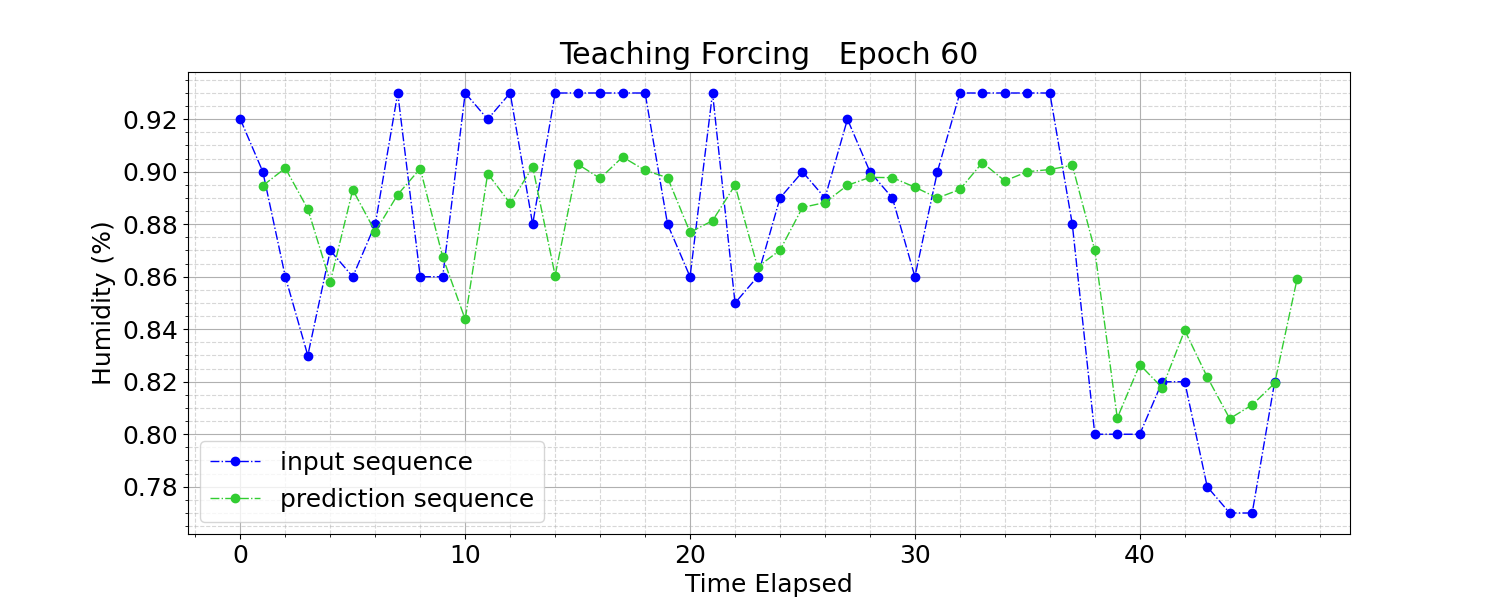 Teaching Forcing   Epoch 60
Humidity (%)
0.92
0.90
0.88
0.86
0.84
0.82
0.80
0.78
input sequence
prediction sequence
0 10 20 30 40
Time Elapsed